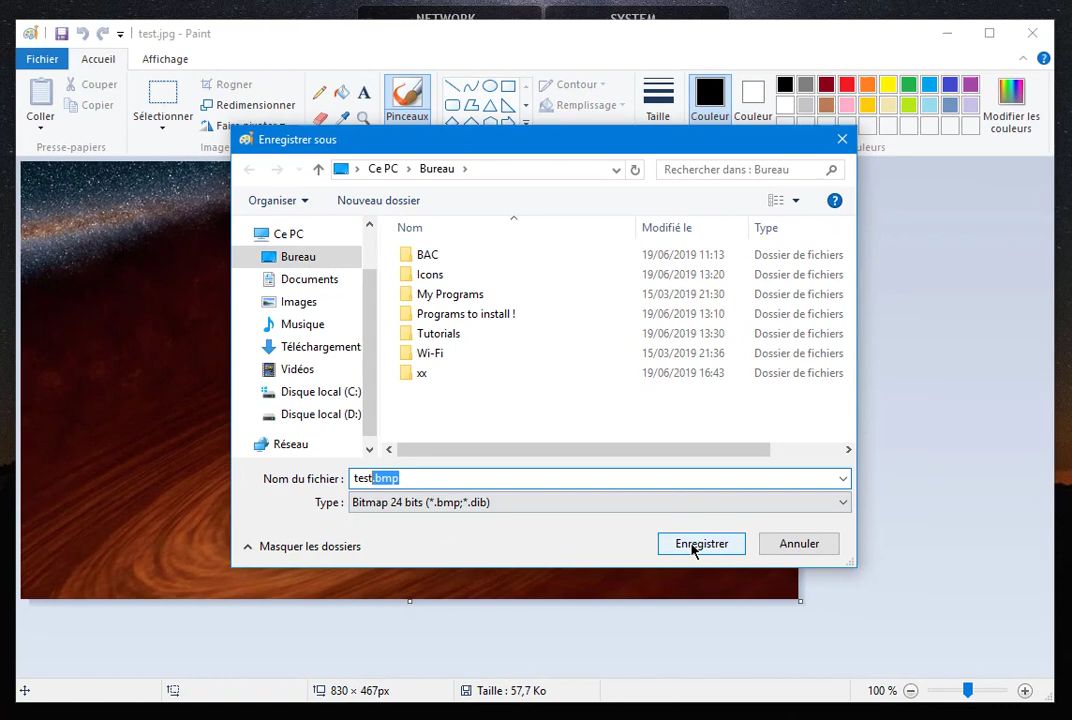 NETWORK SYSTEM
test.jpg - Paint
Fichier Accueil Affichage
Coller
Couper
Copier
Presse-papiers
Sélectionner
Rogner
Redimensionner
Faire pivoter
A
Pinceaux
Contour
Remplissage
Taille
Couleur
Couleur
Modifier les
couleurs
Enregistrer sous
Ce PC > Bureau >
Rechercher dans : Bureau
Organiser
Nouveau dossier
Nom Modifié le Type
Ce PC
Bureau
Documents
Images
Musique
Téléchargement
Vidéos
Disque local (C:)
Disque local (D:)
Réseau
BAC 19/06/2019 11:13 Dossier de fichiers
Icons 19/06/2019 13:20 Dossier de fichiers
My Programs 15/03/2019 21:30 Dossier de fichiers
Programs to install ! 19/06/2019 13:10 Dossier de fichiers
Tutorials 19/06/2019 13:30 Dossier de fichiers
Wi-Fi 15/03/2019 21:36 Dossier de fichiers
xx 19/06/2019 16:43 Dossier de fichiers
Nom du fichier : test.bmp
Type : Bitmap 24 bits (*.bmp;*.dib)
Masquer les dossiers
Enregistrer
Annuler
830 × 467px
Taille : 57,7 Ko
100 %